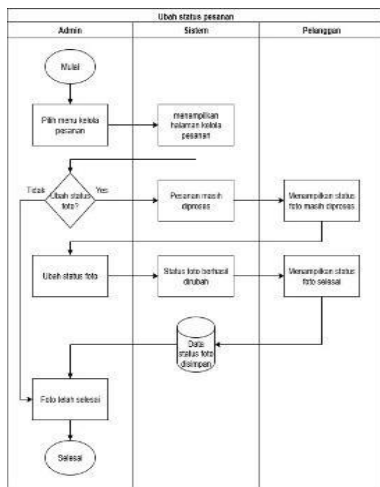 Ubah status pesanan
Admin
Sistem
Pelanggan
Mulai
Pilih menu kelola
pesanan
menampilkan
halaman kelola
pesanan
Tidak
Ubah status
foto?
Yes
Pesanan masih
diproses
Menampilkan status
foto masih diproses
Ubah status foto
Status foto berhasil
dirubah
Menampilkan status
foto selesai
Data
status foto
disimpan
Foto telah selesai
Selesai